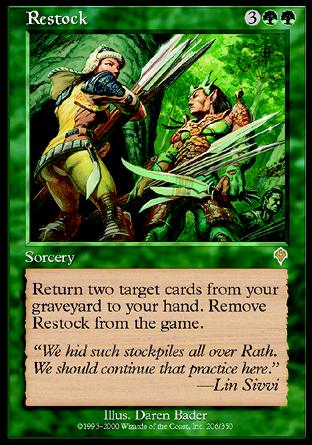 Restock 3
Sorcery
Return two target cards from your
graveyard to your hand. Remove
Restock from the game.
“We hid such stockpiles all over Rath.
We should continue that practice here.”
—Lin Sivvi
Illus. Daren Bader
©1993–2000 Wizards of the Coast, Inc. 206/350